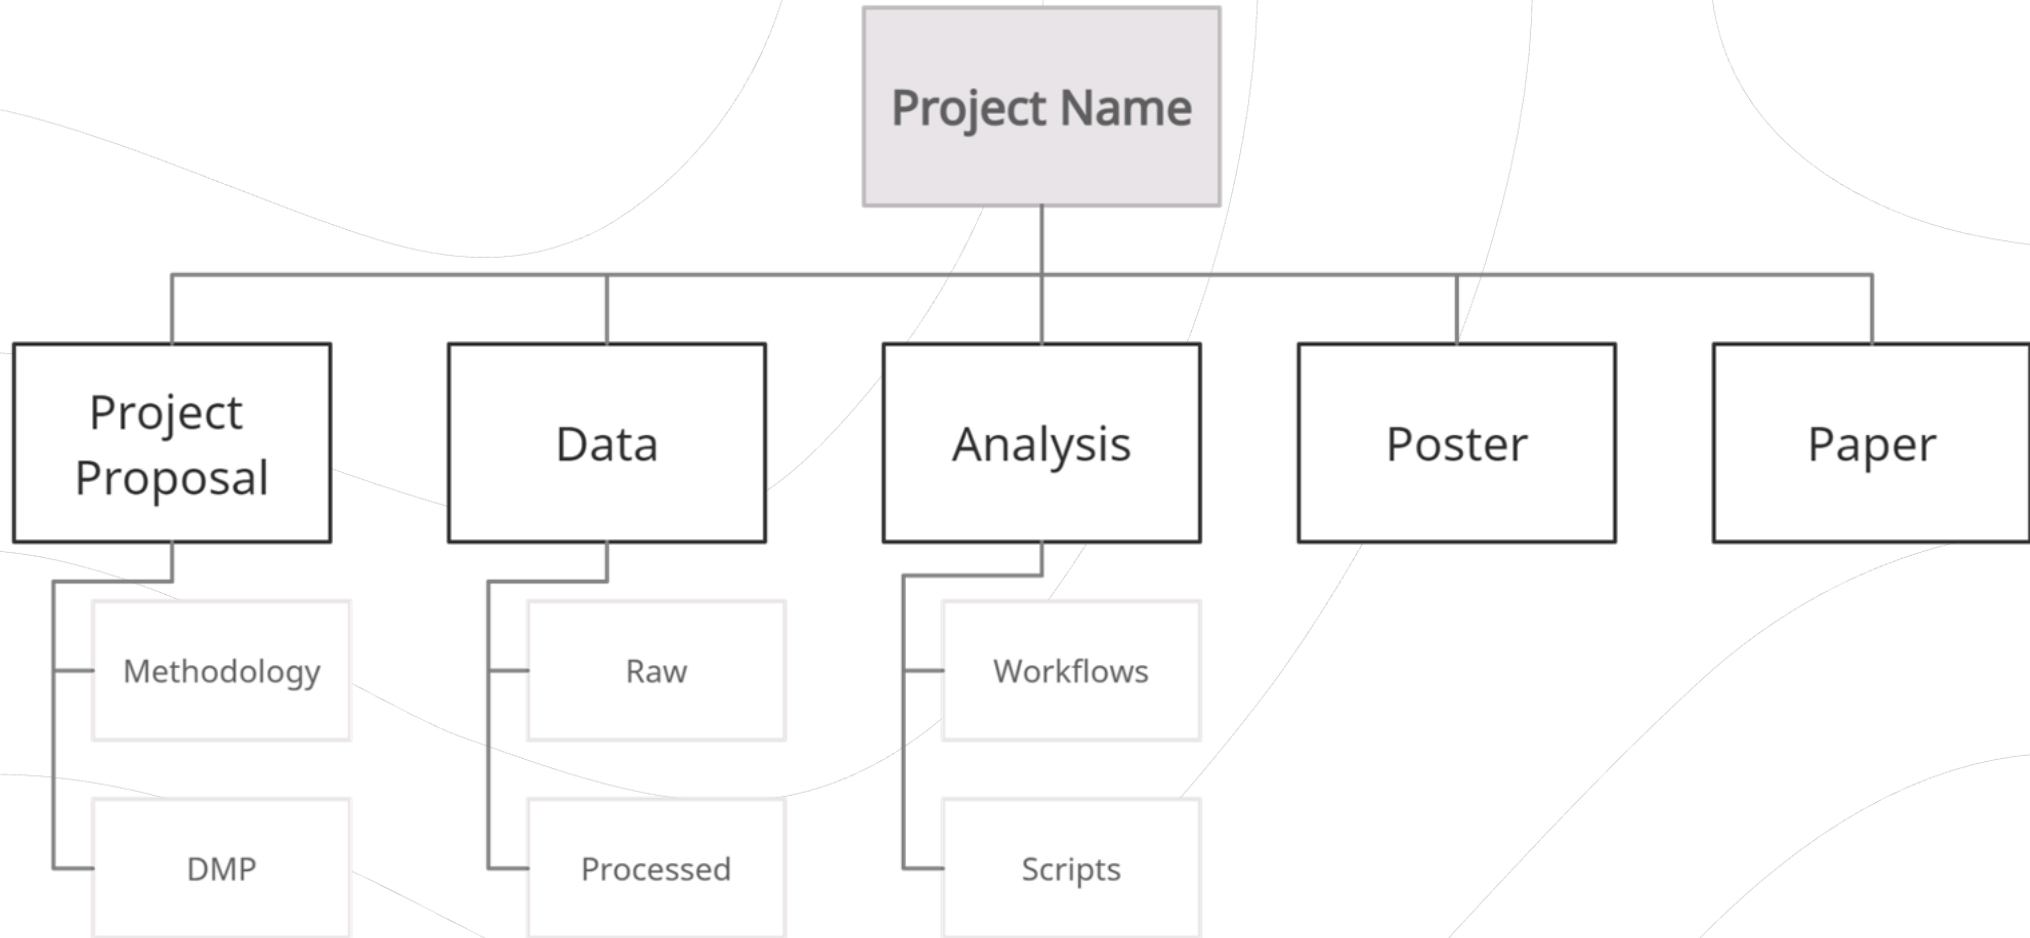 Project Name
Project
Proposal
Data
Analysis
Poster
Paper
Methodology
Raw
Workflows
DMP
Processed
Scripts